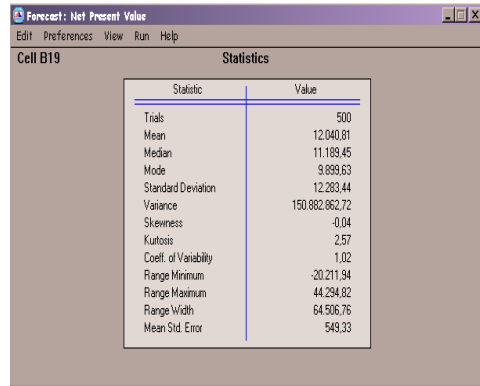 Forecast: Net Present Value
Edit Preferences View Run Help
Cell B19 Statistics
Statistic Value
Trials 500
Mean 12.040,81
Median 11.189,45
Mode 9.899,63
Standard Deviation 12.283,44
Variance 150.882.862,72
Skewness -0,04
Kurtosis 2,57
Coeff. of Variability 1,02
Range Minimum -20.211,94
Range Maximum 44.294,82
Range Width 64.506,76
Mean Std. Error 549,33